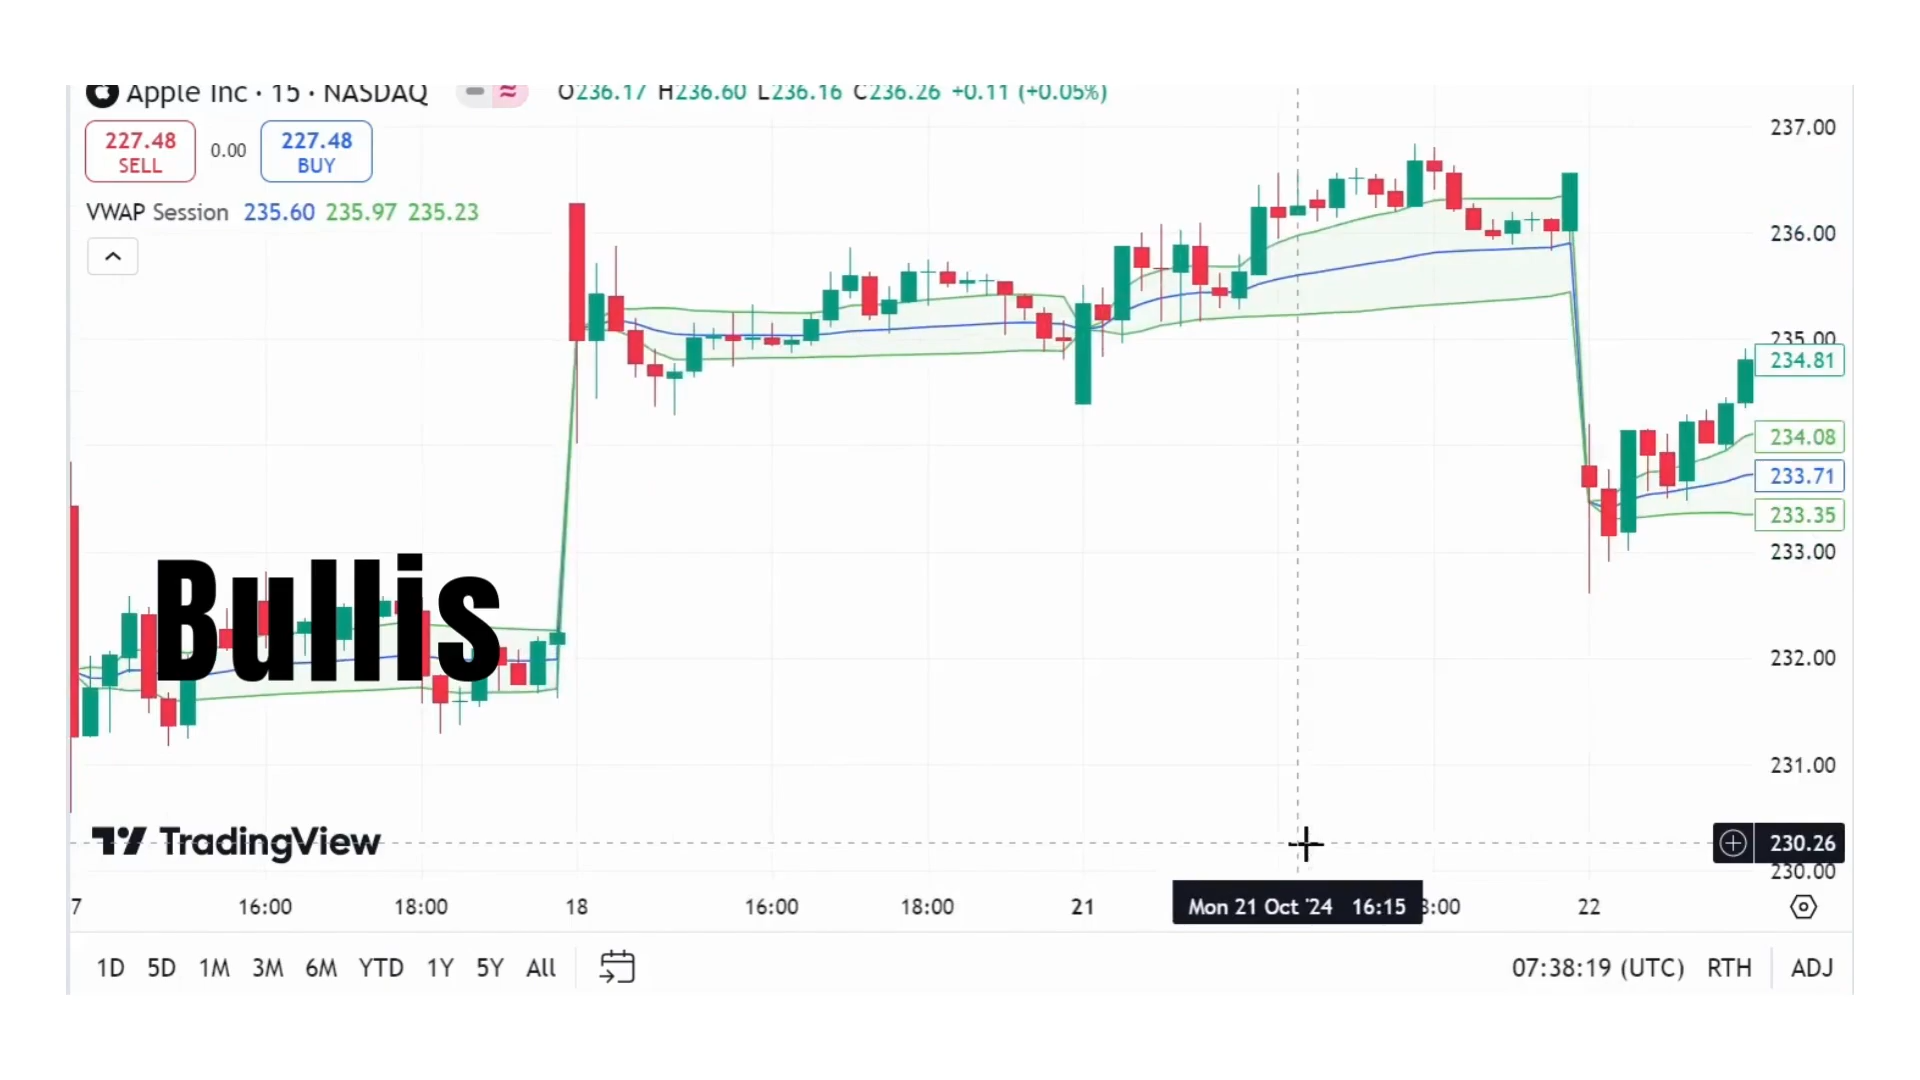 Apple Inc · 15 · NASDAQ O236.17 H236.60 L236.16 C236.26 +0.11 (+0.05%)
227.48 SELL 0.00 227.48 BUY
VWAP Session 235.60 235.97 235.23
237.00
236.00
235.00
234.81
234.08
233.71
233.35
233.00
232.00
231.00
230.26
230.00
Bullis
TradingView
7 16:00 18:00 18 16:00 18:00 21 Mon 21 Oct '24 16:15 8:00 22
1D 5D 1M 3M 6M YTD 1Y 5Y All 07:38:19 (UTC) RTH ADJ